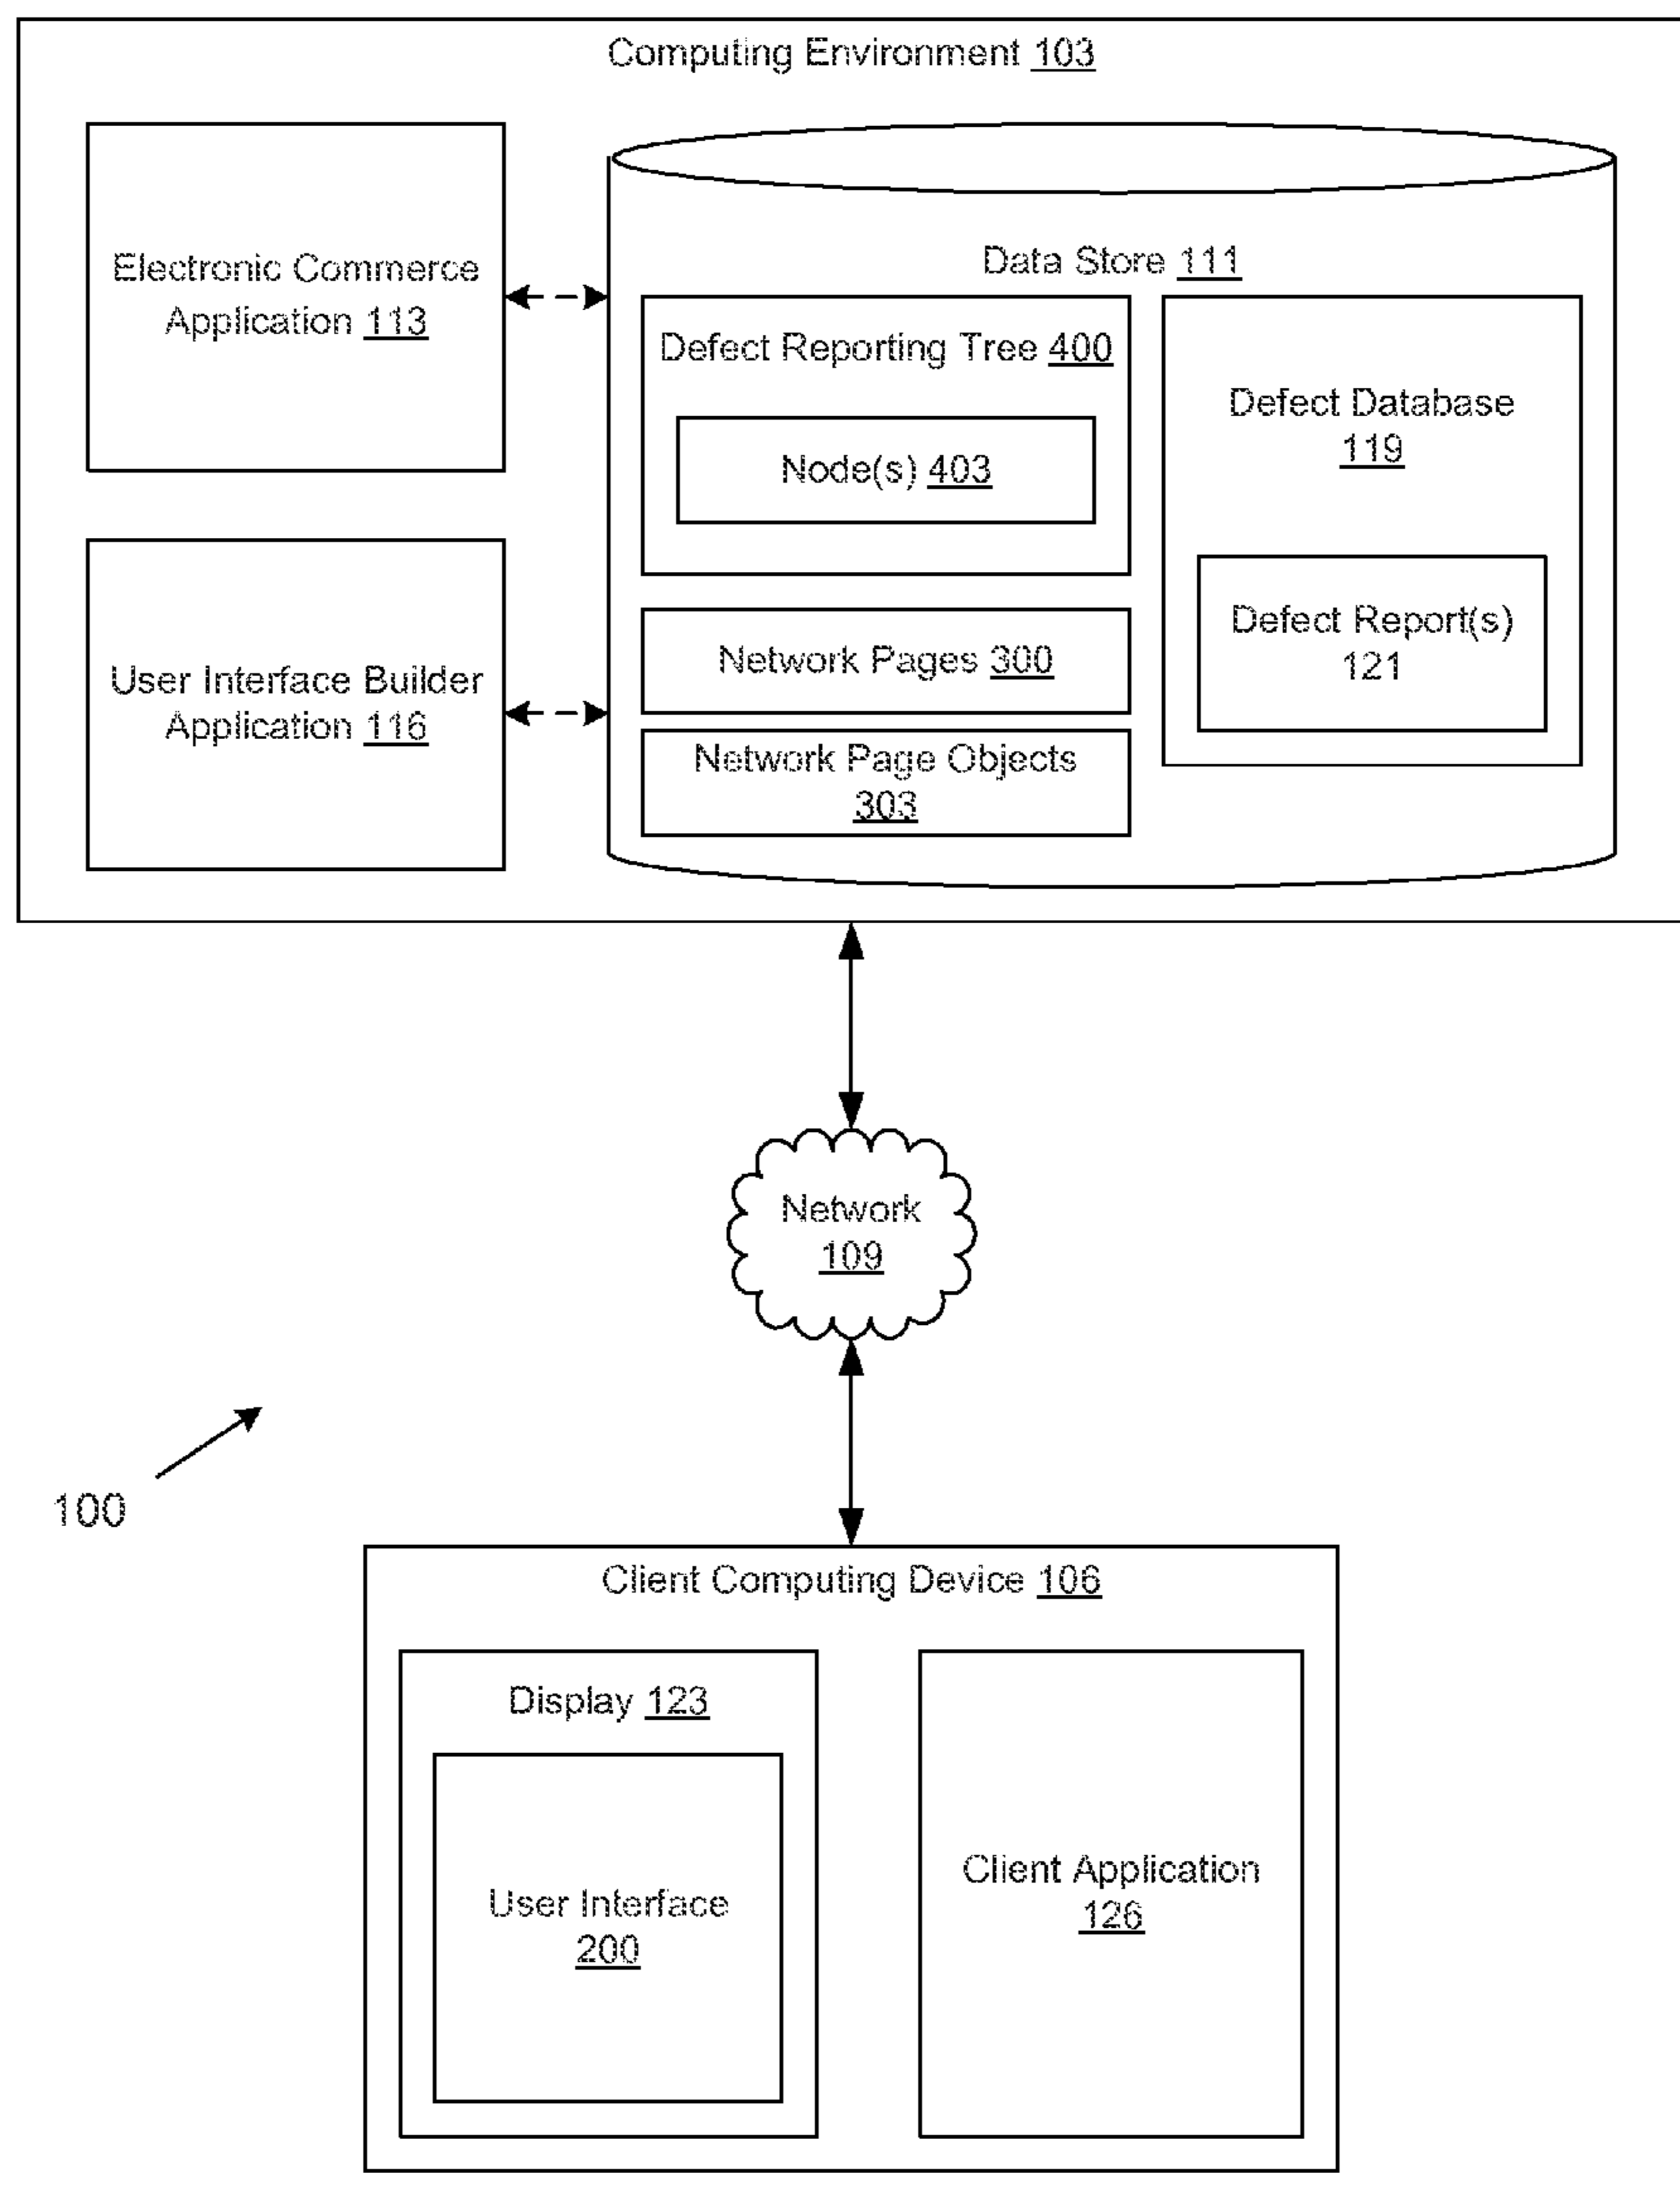 Computing Environment 103
Electronic Commerce
Application 113
Data Store 111
Defect Reporting Tree 400
Node(s) 403
Defect Database
119
Defect Report(s)
121
User Interface Builder
Application 116
Network Pages 300
Network Page Objects
303
Network
109
100
Client Computing Device 106
Display 123
User Interface
200
Client Application
126